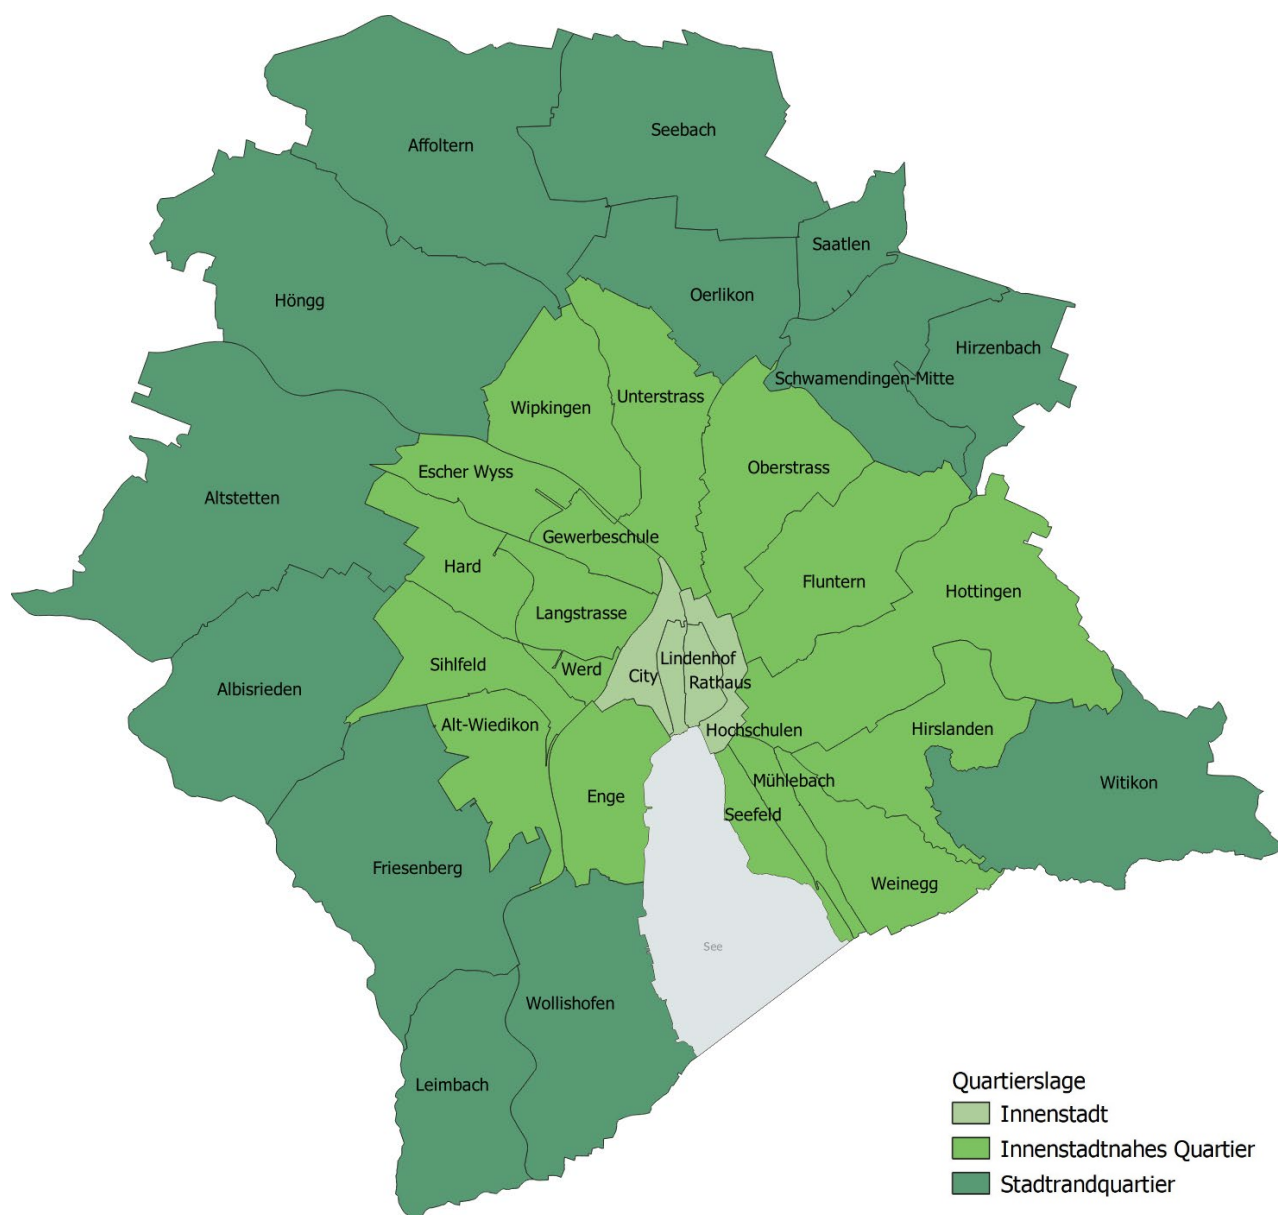 Affoltern
Seebach
Saatlen
Höngg
Oerlikon
Hirzenbach
Schwamendingen-Mitte
Wipkingen
Unterstrass
Oberstrass
Escher Wyss
Altstetten
Gewerbeschule
Hard
Fluntern
Hottingen
Langstrasse
Lindenhof
Sihlfeld
Werd
City
Rathaus
Albisrieden
Alt-Wiedikon
Hochschulen
Hirslanden
Mühlebach
Witikon
Enge
Seefeld
Friesenberg
Weinegg
See
Wollishofen
Leimbach
Quartierslage
Innenstadt
Innenstadtnahes Quartier
Stadtrandquartier